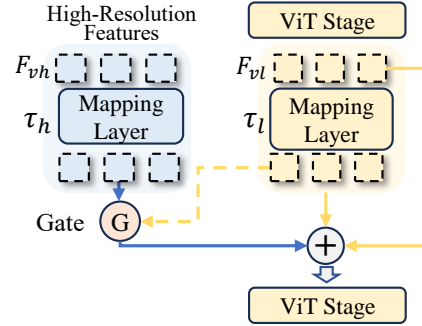 High-Resolution
Features
ViT Stage
F_vh
F_vl
τ_h
Mapping
Layer
τ_l
Mapping
Layer
Gate
G
+
ViT Stage